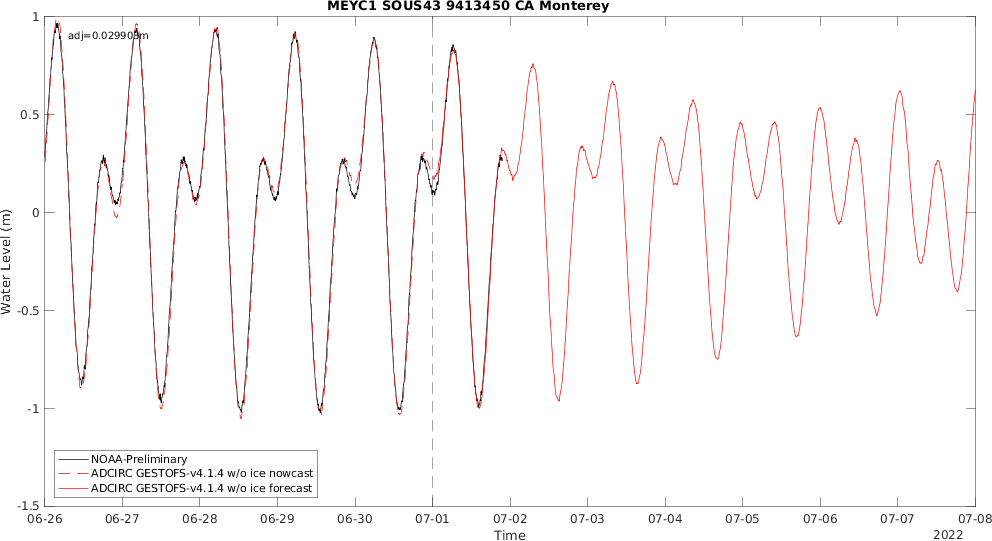 MEYC1 SOUS43 9413450 CA Monterey
adj=0.029903m
1
0.5
0
-0.5
-1
-1.5
Water Level (m)
NOAA-Preliminary
ADCIRC GESTOFS-v4.1.4 w/o ice nowcast
ADCIRC GESTOFS-v4.1.4 w/o ice forecast
06-26 06-27 06-28 06-29 06-30 07-01 07-02 07-03 07-04 07-05 07-06 07-07 07-08
Time
2022